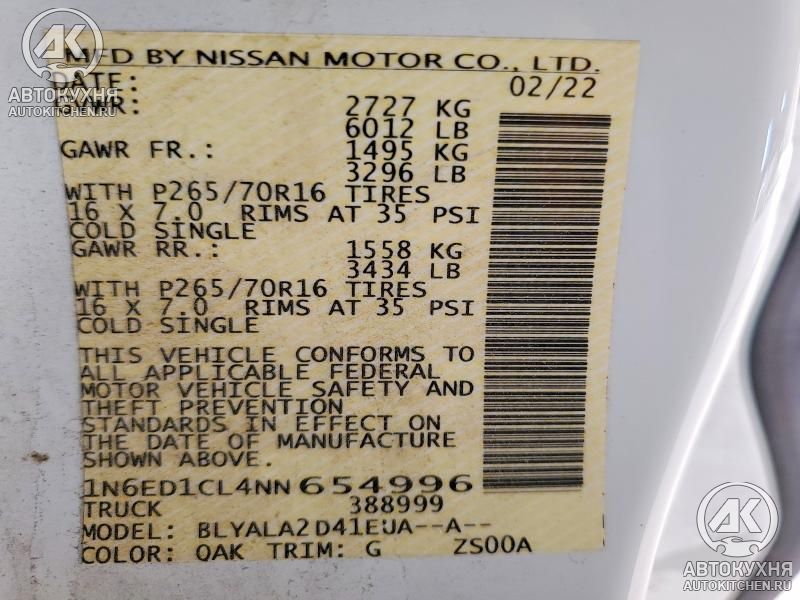 MFD BY NISSAN MOTOR CO., LTD.
DATE: 02/22
GVWR: 2727 KG
6012 LB
GAWR FR.: 1495 KG
3296 LB
WITH P265/70R16 TIRES
16 X 7.0 RIMS AT 35 PSI
COLD SINGLE
GAWR RR.: 1558 KG
3434 LB
WITH P265/70R16 TIRES
16 X 7.0 RIMS AT 35 PSI
COLD SINGLE
THIS VEHICLE CONFORMS TO
ALL APPLICABLE FEDERAL
MOTOR VEHICLE SAFETY AND
THEFT PREVENTION
STANDARDS IN EFFECT ON
THE DATE OF MANUFACTURE
SHOWN ABOVE.
1N6ED1CL4NN654996
TRUCK 388999
MODEL: BLYALA2D41EUA--A--
COLOR: QAK TRIM: G ZS00A
АК
АВТОКУХНЯ
AUTOKITCHEN.RU
АК
АВТОКУХНЯ
AUTOKITCHEN.RU